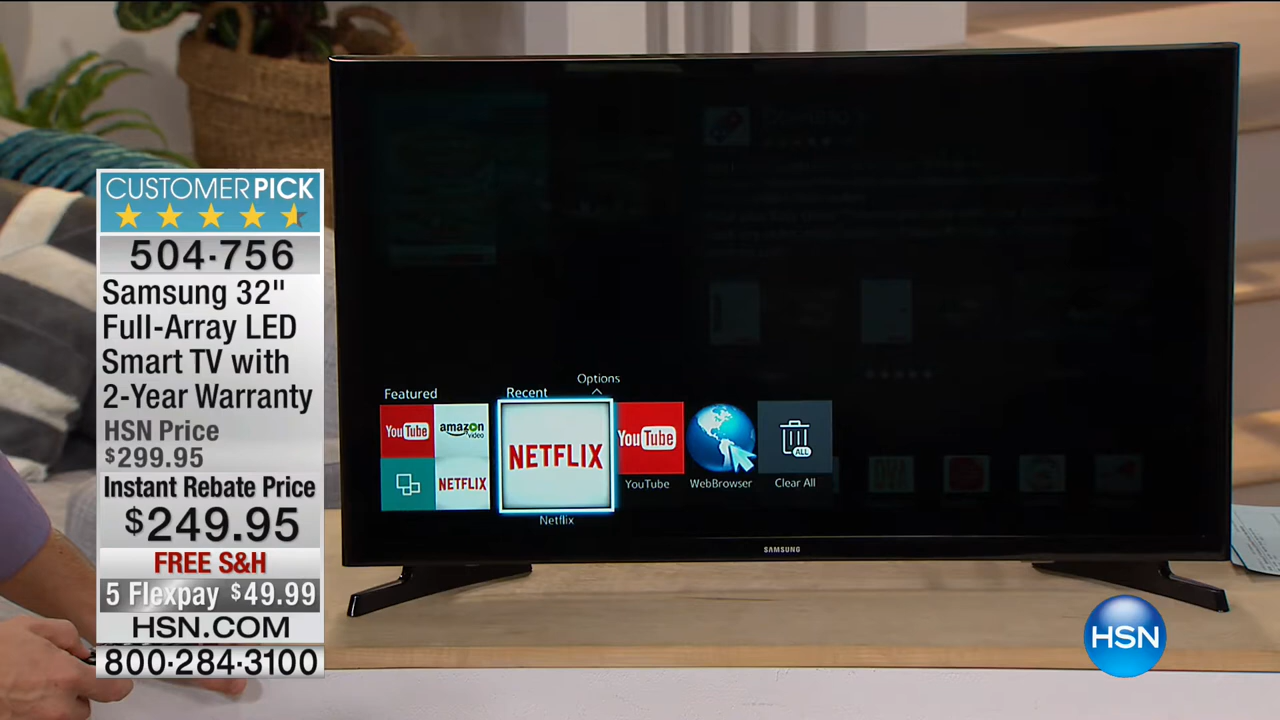 CUSTOMER PICK
504-756
Samsung 32"
Full-Array LED
Smart TV with
2-Year Warranty
HSN Price
$299.95
Instant Rebate Price
$249.95
FREE S&H
5 Flexpay $49.99
HSN.COM
800-284-3100
Options
Featured
Recent
YouTube
amazon video
NETFLIX
NETFLIX
YouTube
ALL
YouTube
WebBrowser
Clear All
Netflix
SAMSUNG
HSN